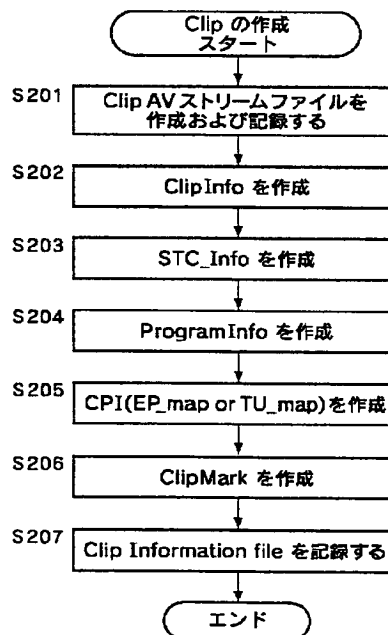 Clip の作成
スタート
S201
Clip AVストリームファイルを
作成および記録する
S202
ClipInfo を作成
S203
STC_Info を作成
S204
ProgramInfo を作成
S205
CPI(EP_map or TU_map)を作成
S206
ClipMark を作成
S207
Clip Information file を記録する
エンド